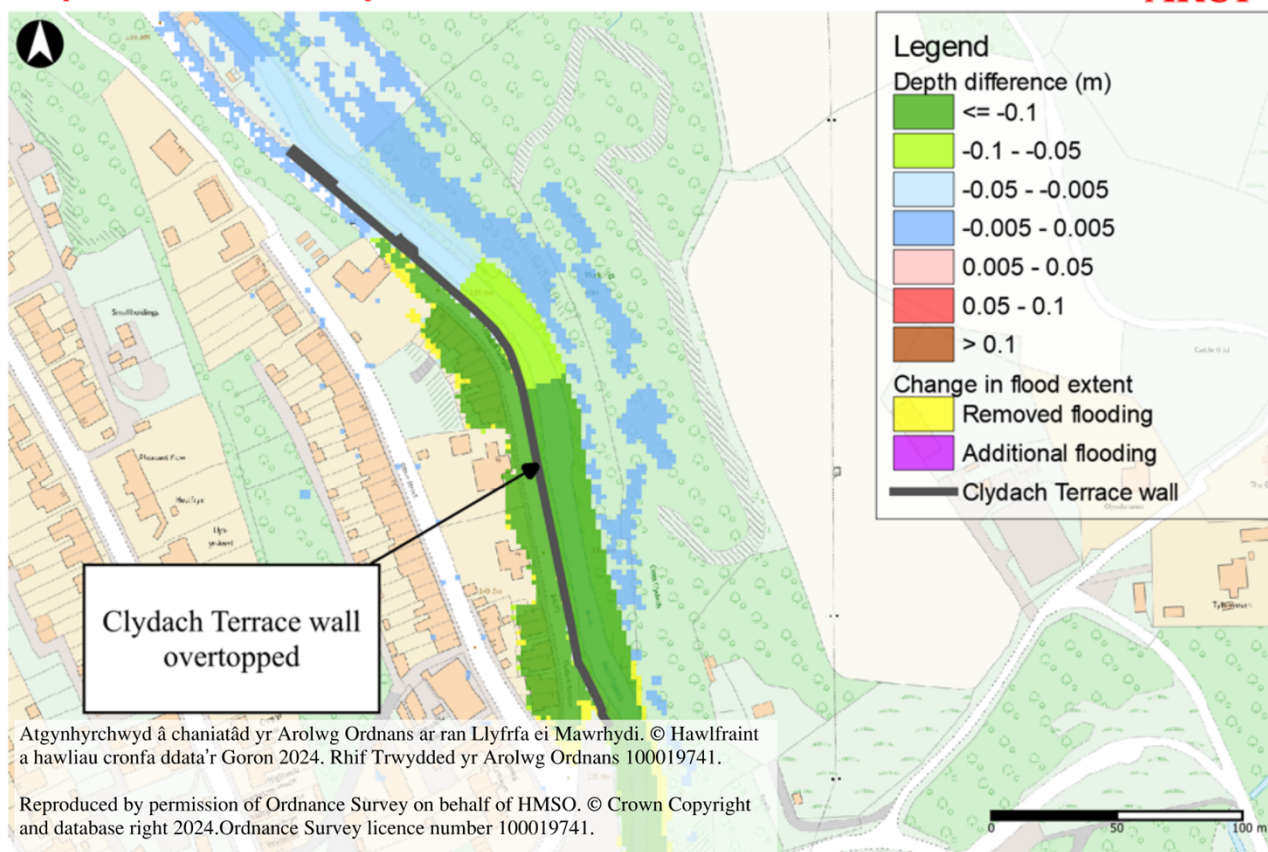 Legend
Depth difference (m)
<= -0.1
-0.1 - -0.05
-0.05 - -0.005
-0.005 - 0.005
0.005 - 0.05
0.05 - 0.1
> 0.1
Change in flood extent
Removed flooding
Additional flooding
Clydach Terrace wall
Smallholdings
Pleasant View
Clydach Terrace wall
overtopped
Atgynhyrchwyd â chaniatâd yr Arolwg Ordnans ar ran Llyfrfa ei Mawrhydi. © Hawlfraint
a hawliau cronfa ddata'r Goron 2024. Rhif Trwydded yr Arolwg Ordnans 100019741.
Reproduced by permission of Ordnance Survey on behalf of HMSO. © Crown Copyright
and database right 2024.Ordnance Survey licence number 100019741.
0 50 100 m